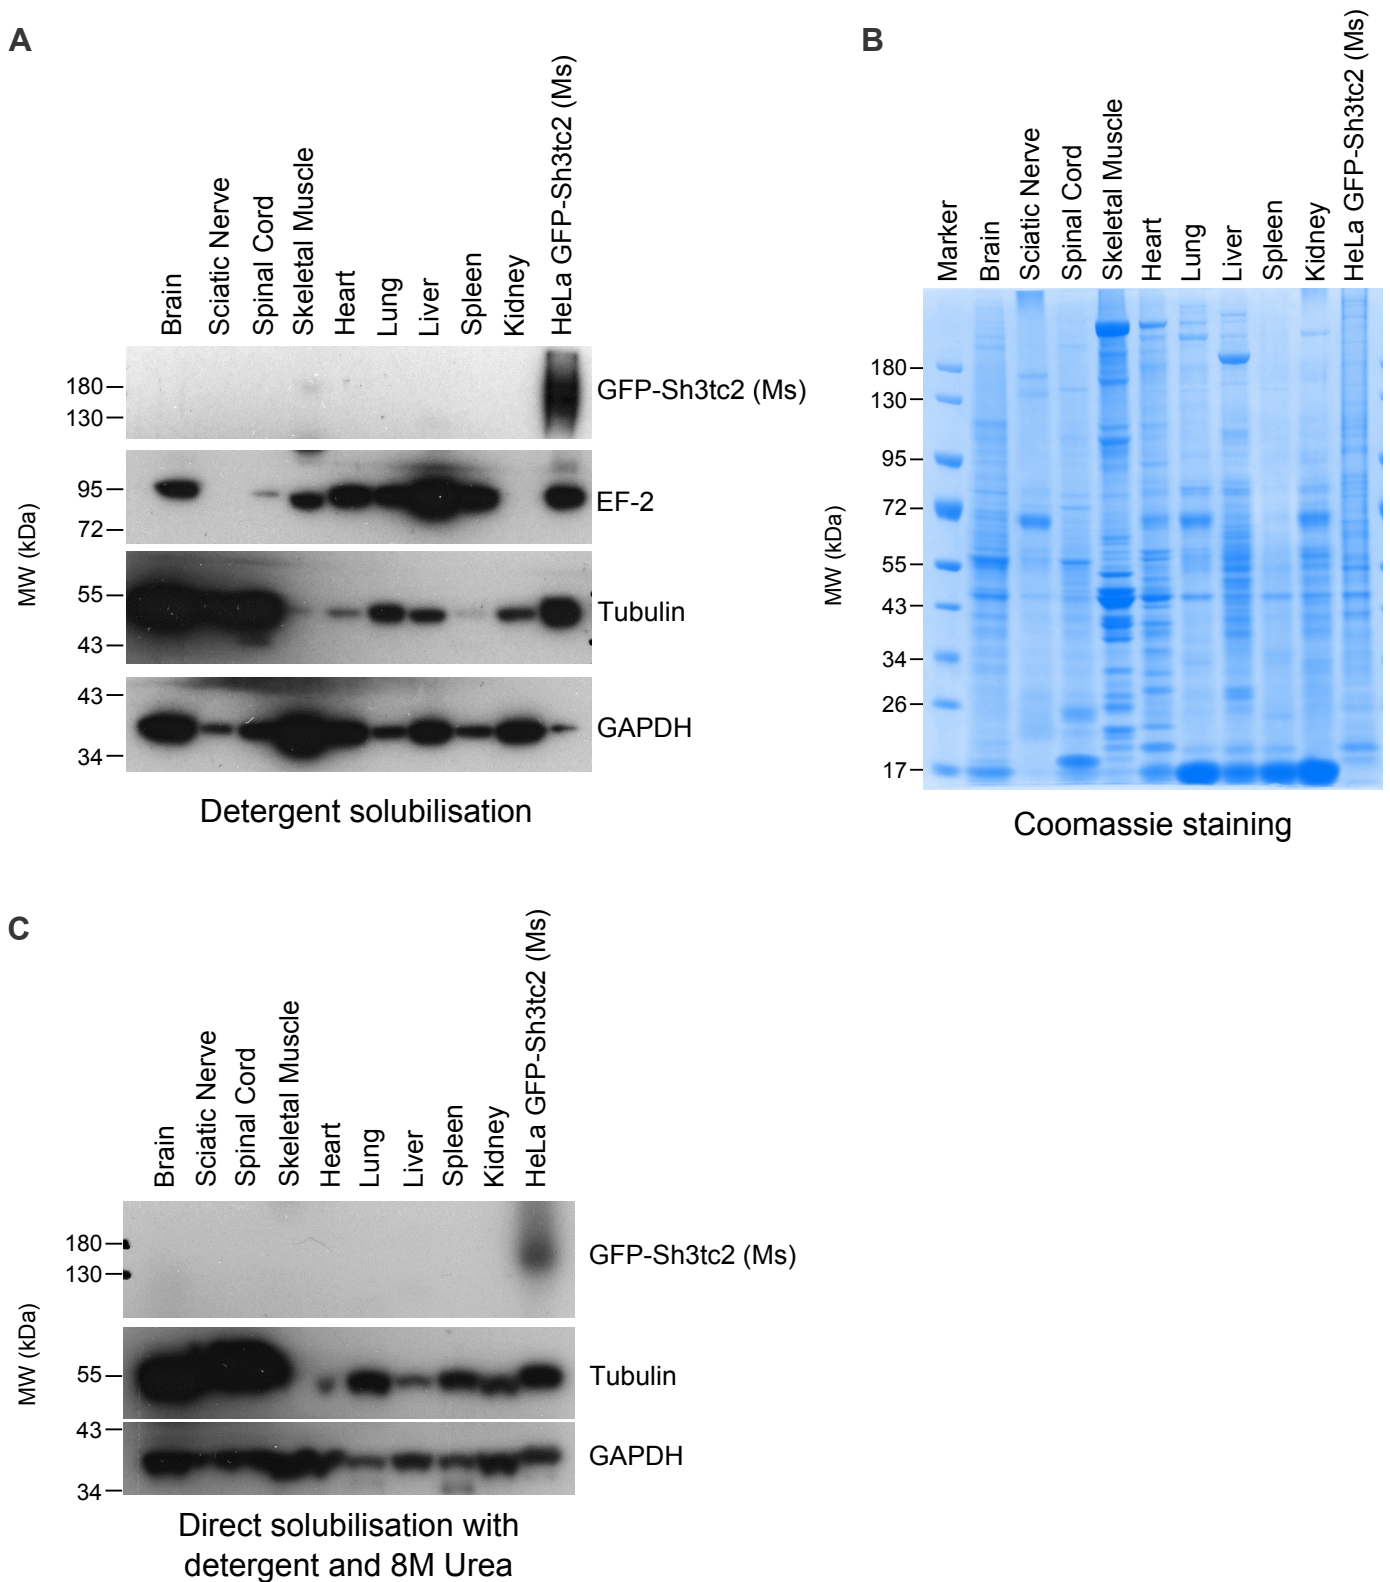 A
Brain
Sciatic Nerve
Spinal Cord
Skeletal Muscle
Heart
Lung
Liver
Spleen
Kidney
HeLa GFP-Sh3tc2 (Ms)
MW (kDa)
180
130
GFP-Sh3tc2 (Ms)
95
72
EF-2
55
43
Tubulin
43
34
GAPDH
Detergent solubilisation
B
Marker
Brain
Sciatic Nerve
Spinal Cord
Skeletal Muscle
Heart
Lung
Liver
Spleen
Kidney
HeLa GFP-Sh3tc2 (Ms)
MW (kDa)
180
130
95
72
55
43
34
26
17
Coomassie staining
C
Brain
Sciatic Nerve
Spinal Cord
Skeletal Muscle
Heart
Lung
Liver
Spleen
Kidney
HeLa GFP-Sh3tc2 (Ms)
MW (kDa)
180
130
GFP-Sh3tc2 (Ms)
55
Tubulin
43
34
GAPDH
Direct solubilisation with
detergent and 8M Urea